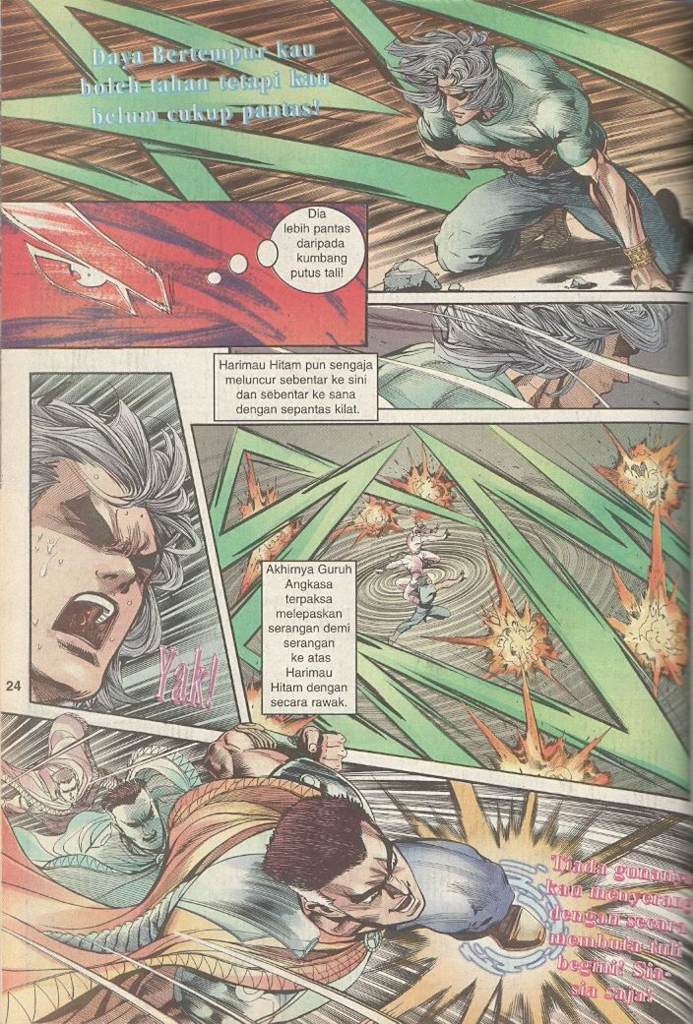 Daya Bertempur kau
boleh tahan tetapi kau
belum cukup pantas!
Dia
lebih pantas
daripada
kumbang
putus tali!
Harimau Hitam pun sengaja
meluncur sebentar ke sini
dan sebentar ke sana
dengan sepantas kilat.
Yak!
Akhirnya Guruh
Angkasa
terpaksa
melepaskan
serangan demi
serangan
ke atas
Harimau
Hitam dengan
secara rawak.
24
Tiada gunanya
kau menyerang
dengan secara
membuta-tuli
begini! Sia-
sia saja!